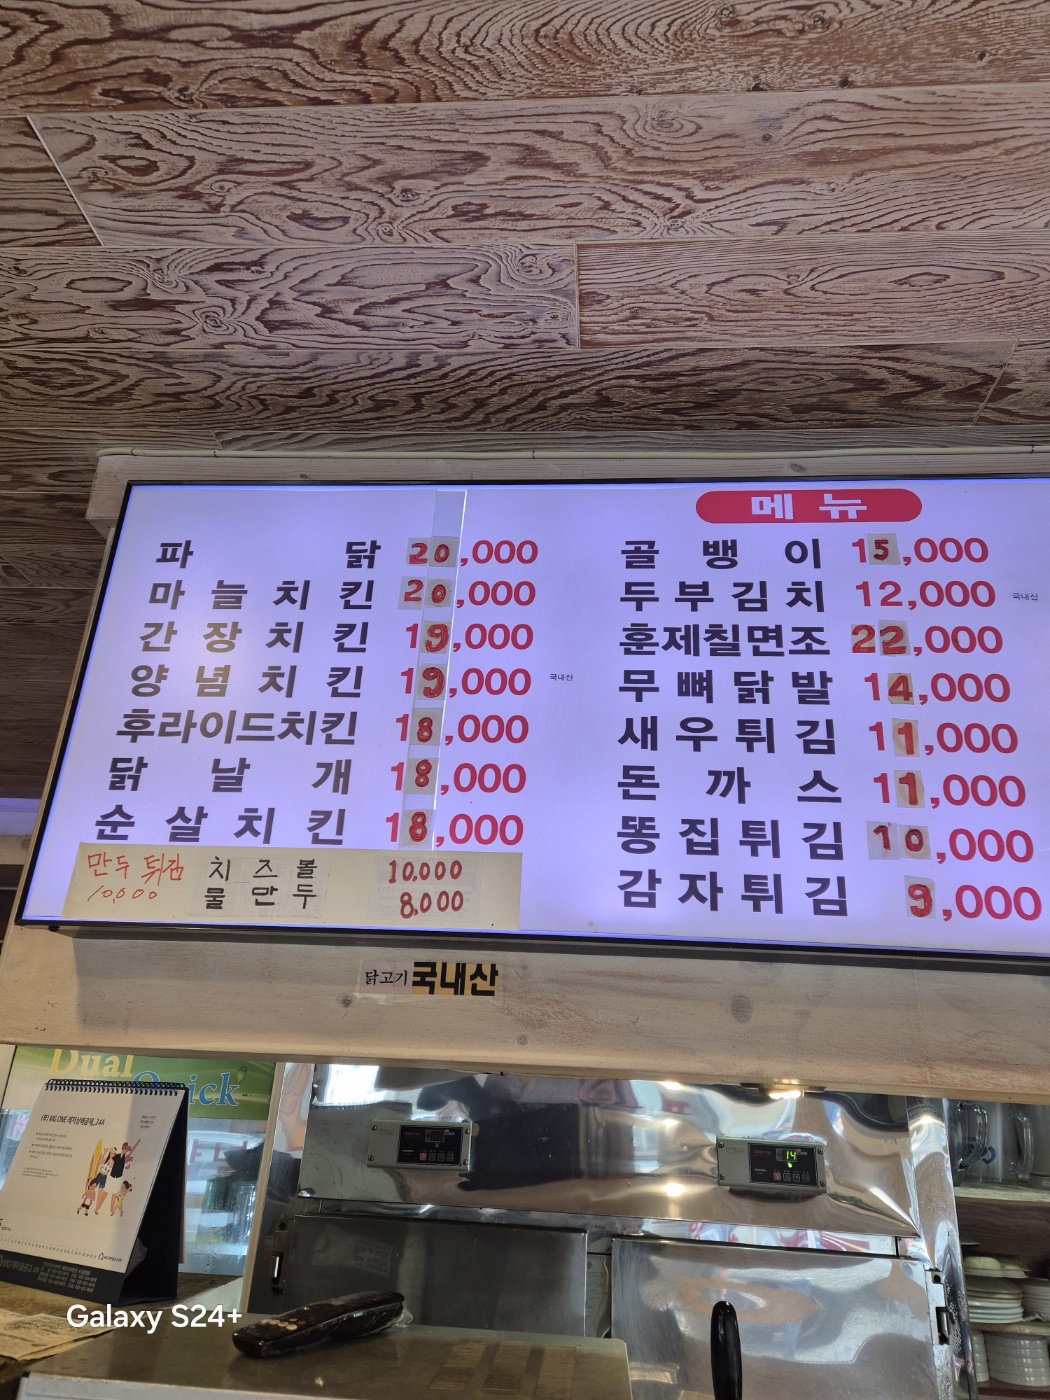 메뉴
파닭 20,000
마늘치킨 20,000
간장치킨 19,000
양념치킨 19,000 국내산
후라이드치킨 18,000
닭날개 18,000
순살치킨 18,000
만두튀김 10,000
치즈볼 10,000
물만두 8,000
골뱅이 15,000
두부김치 12,000 국내산
훈제칠면조 22,000
무뼈닭발 14,000
새우튀김 11,000
돈까스 11,000
똥집튀김 10,000
감자튀김 9,000
닭고기 국내산
Dual
Quick
14
Galaxy S24+